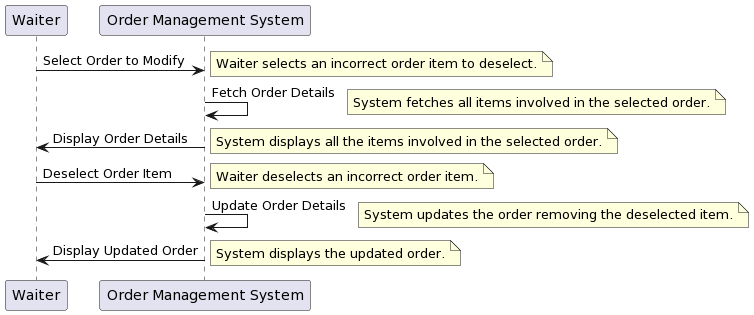 Waiter
Order Management System
Select Order to Modify
Waiter selects an incorrect order item to deselect.
Fetch Order Details
System fetches all items involved in the selected order.
Display Order Details
System displays all the items involved in the selected order.
Deselect Order Item
Waiter deselects an incorrect order item.
Update Order Details
System updates the order removing the deselected item.
Display Updated Order
System displays the updated order.
Waiter
Order Management System